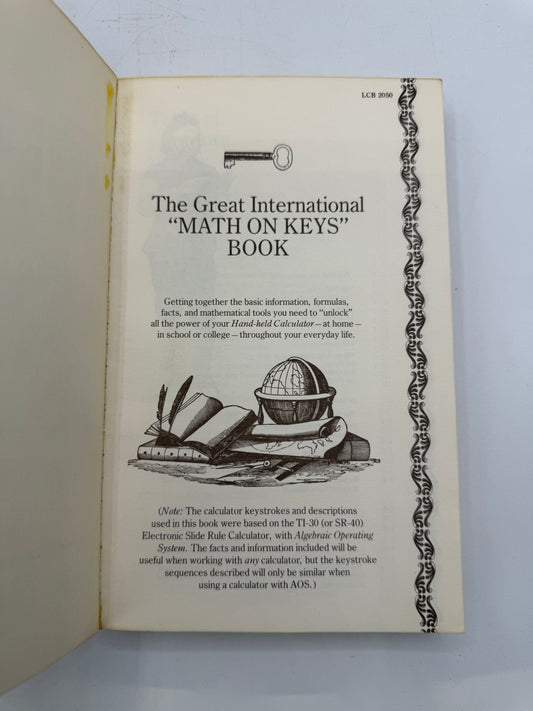 LCB 2050
The Great International
“MATH ON KEYS”
BOOK
Getting together the basic information, formulas,
facts, and mathematical tools you need to “unlock”
all the power of your Hand-held Calculator—at home—
in school or college—throughout your everyday life.
(Note: The calculator keystrokes and descriptions
used in this book were based on the TI-30 (or SR-40)
Electronic Slide Rule Calculator, with Algebraic Operating
System. The facts and information included will be
useful when working with any calculator, but the keystroke
sequences described will only be similar when
using a calculator with AOS.)